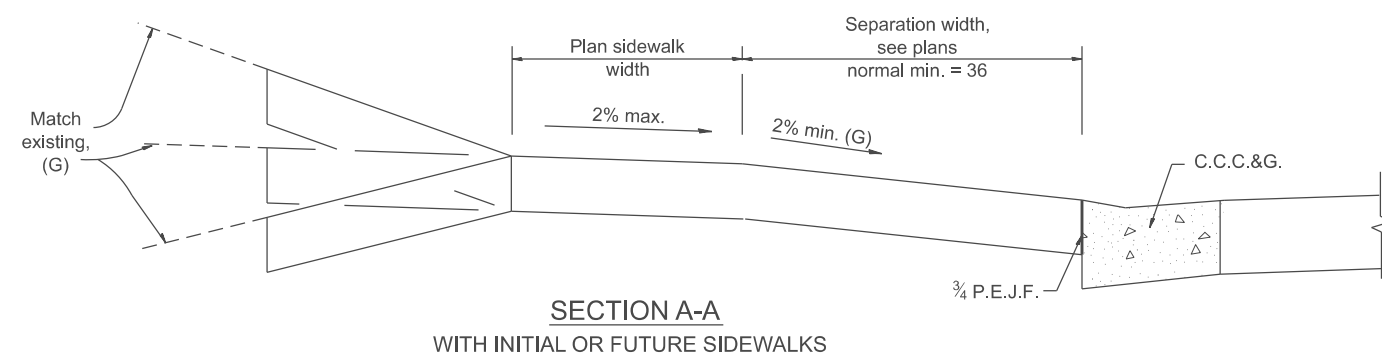 Separation width,
see plans
normal min. = 36
Plan sidewalk
width
2% max.
2% min. (G)
Match
existing,
(G)
C.C.C.&G.
¾ P.E.J.F.
SECTION A-A
WITH INITIAL OR FUTURE SIDEWALKS